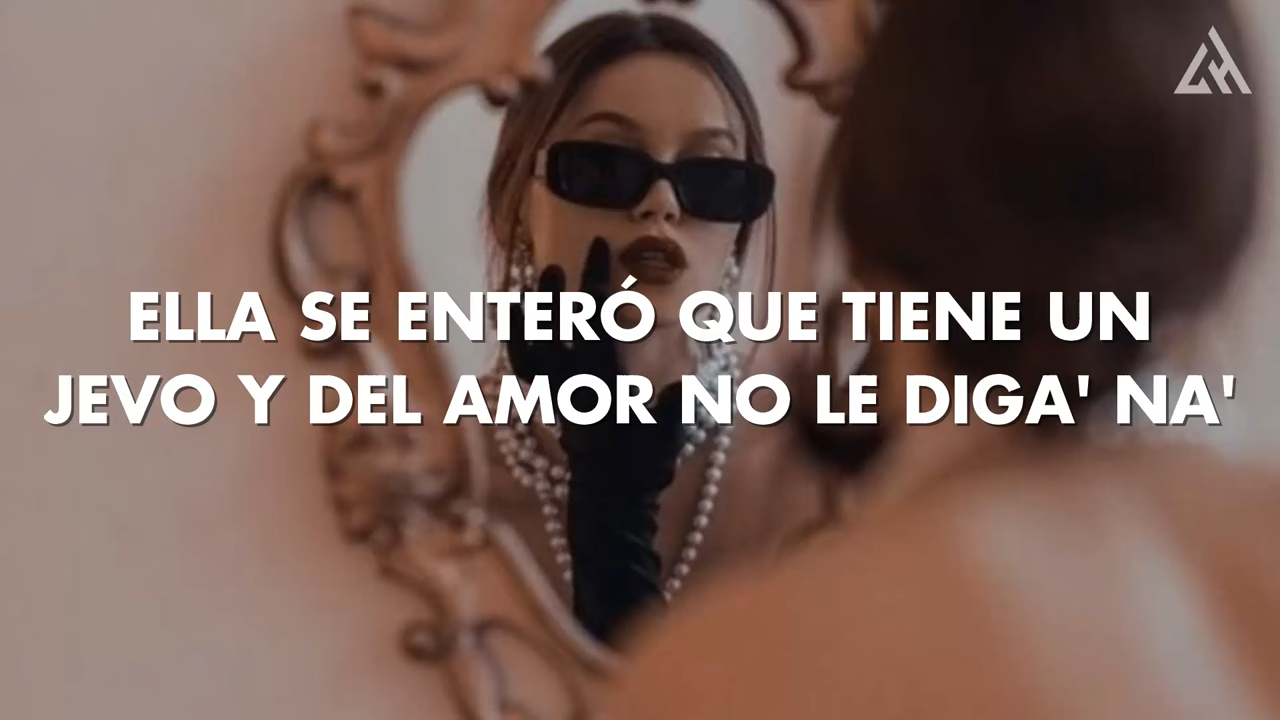 ELLA SE ENTERÓ QUE TIENE UN
JEVO Y DEL AMOR NO LE DIGA' NA'